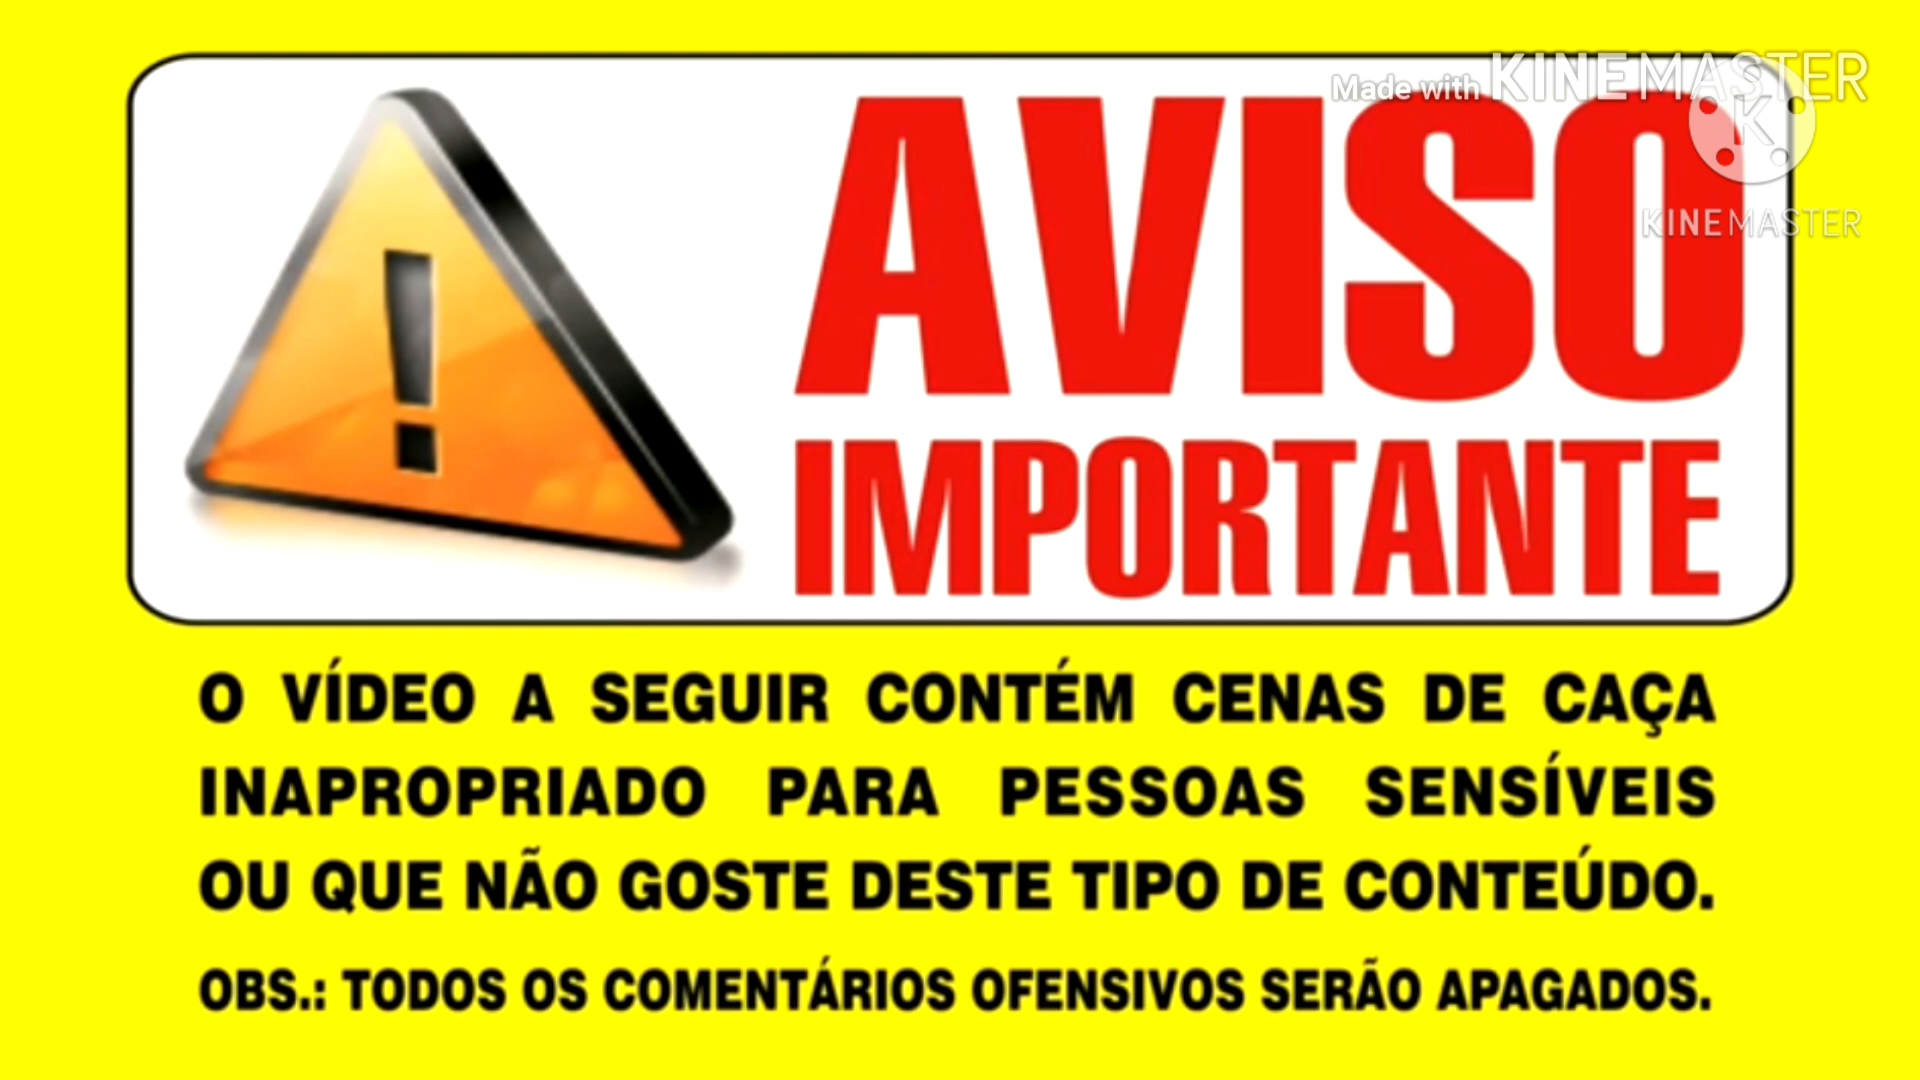 Made with KINEMASTER
K
KINEMASTER
AVISO
IMPORTANTE
O VÍDEO A SEGUIR CONTÉM CENAS DE CAÇA
INAPROPRIADO PARA PESSOAS SENSÍVEIS
OU QUE NÃO GOSTE DESTE TIPO DE CONTEÚDO.
OBS.: TODOS OS COMENTÁRIOS OFENSIVOS SERÃO APAGADOS.